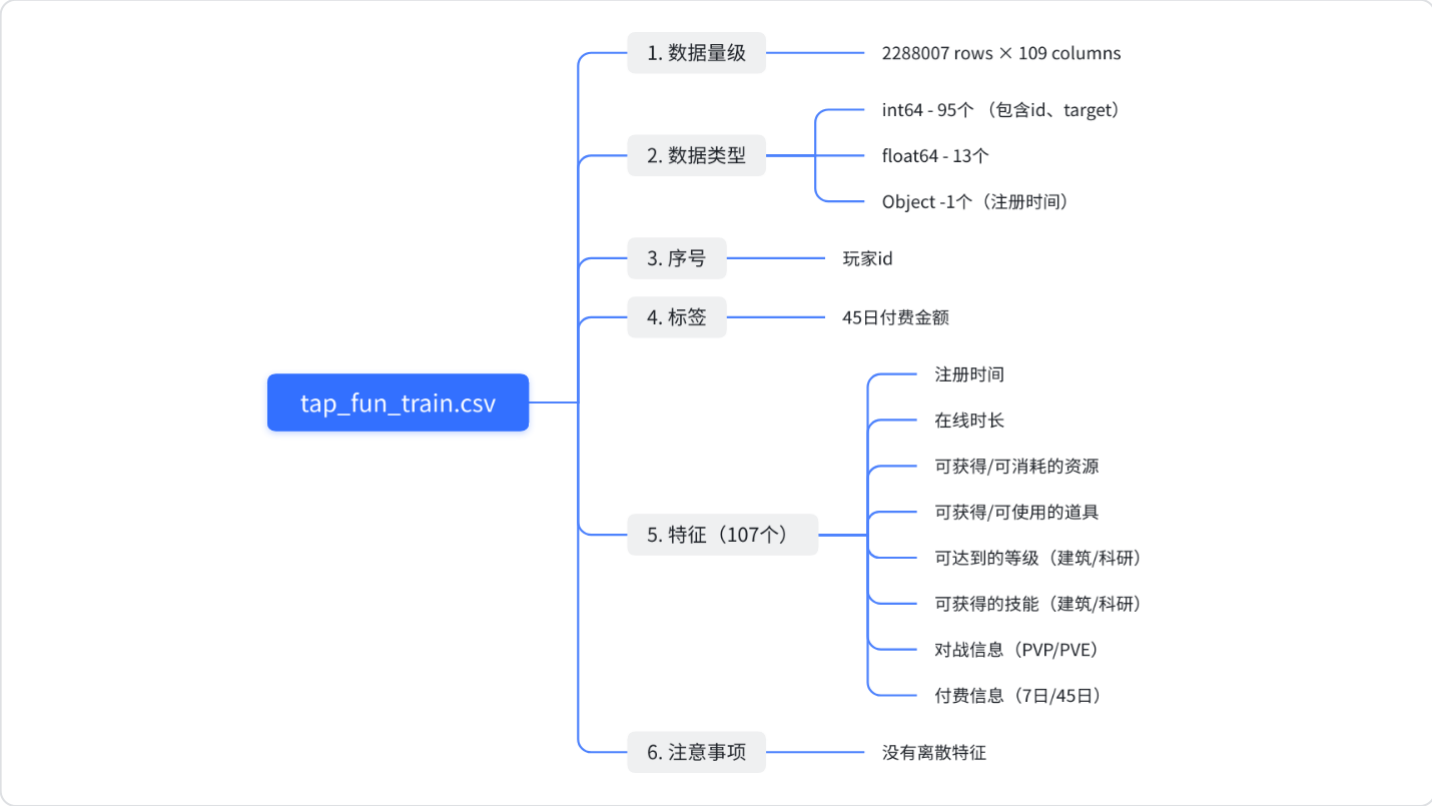 tap_fun_train.csv
1. 数据量级
2288007 rows × 109 columns
2. 数据类型
int64 - 95个 （包含id、target）
float64 - 13个
Object -1个（注册时间）
3. 序号
玩家id
4. 标签
45日付费金额
5. 特征（107个）
注册时间
在线时长
可获得/可消耗的资源
可获得/可使用的道具
可达到的等级（建筑/科研）
可获得的技能（建筑/科研）
对战信息（PVP/PVE）
付费信息（7日/45日）
6. 注意事项
没有离散特征